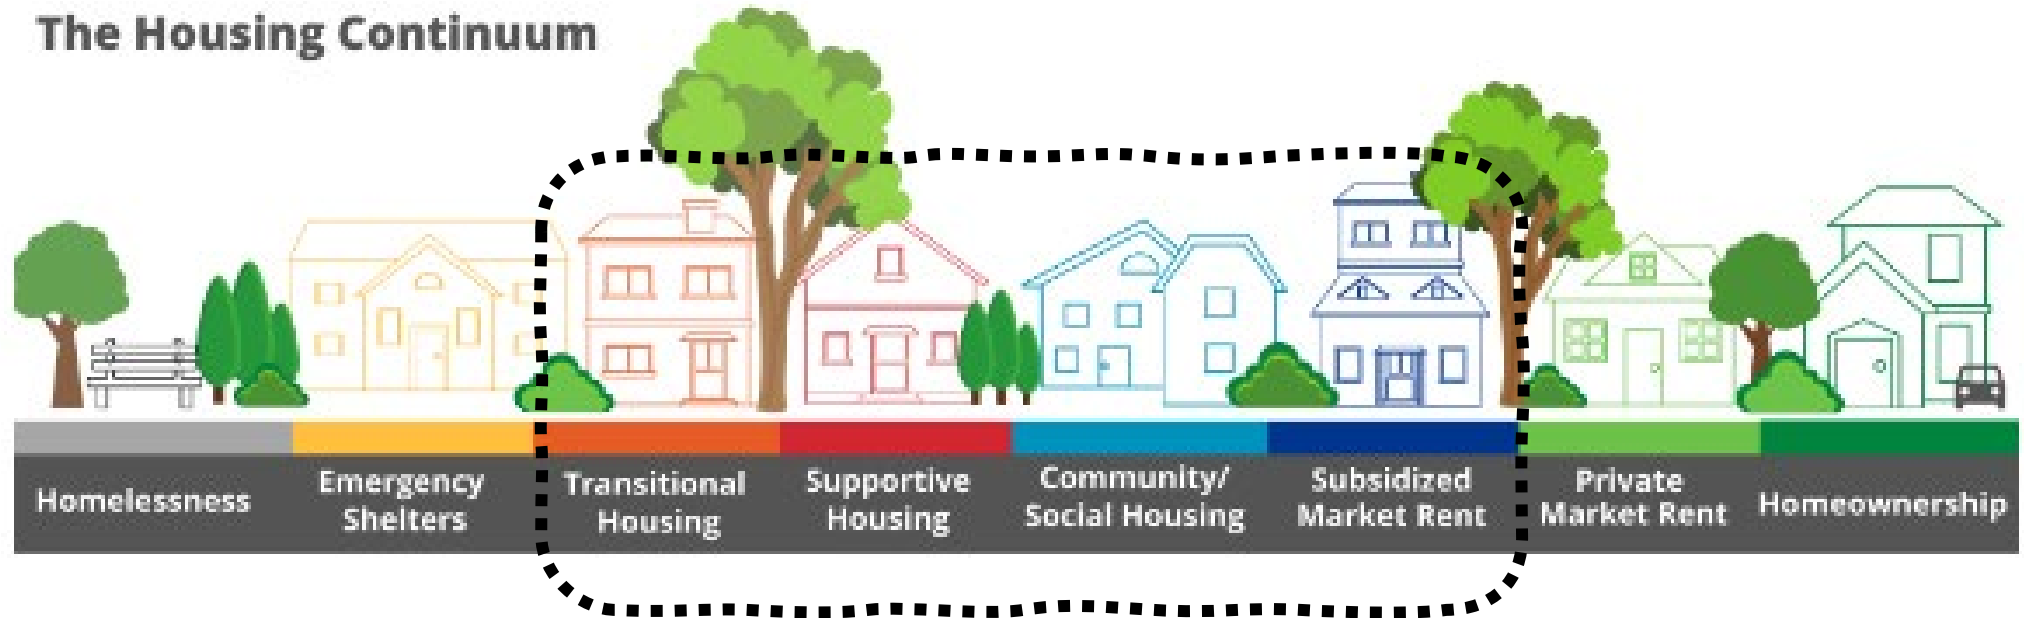 The Housing Continuum
Homelessness
Emergency
Shelters
Transitional
Housing
Supportive
Housing
Community/
Social Housing
Subsidized
Market Rent
Private
Market Rent
Homeownership